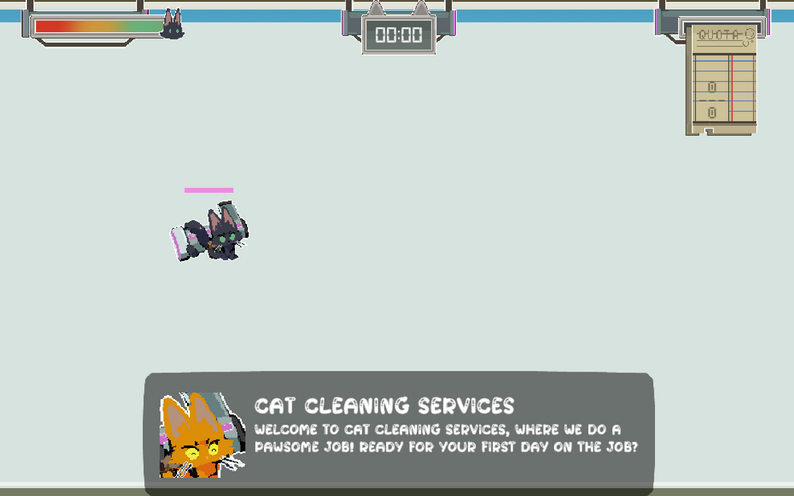 00:00
QUOTA
0
0
CAT CLEANING SERVICES
WELCOME TO CAT CLEANING SERVICES, WHERE WE DO A
PAWSOME JOB! READY FOR YOUR FIRST DAY ON THE JOB?